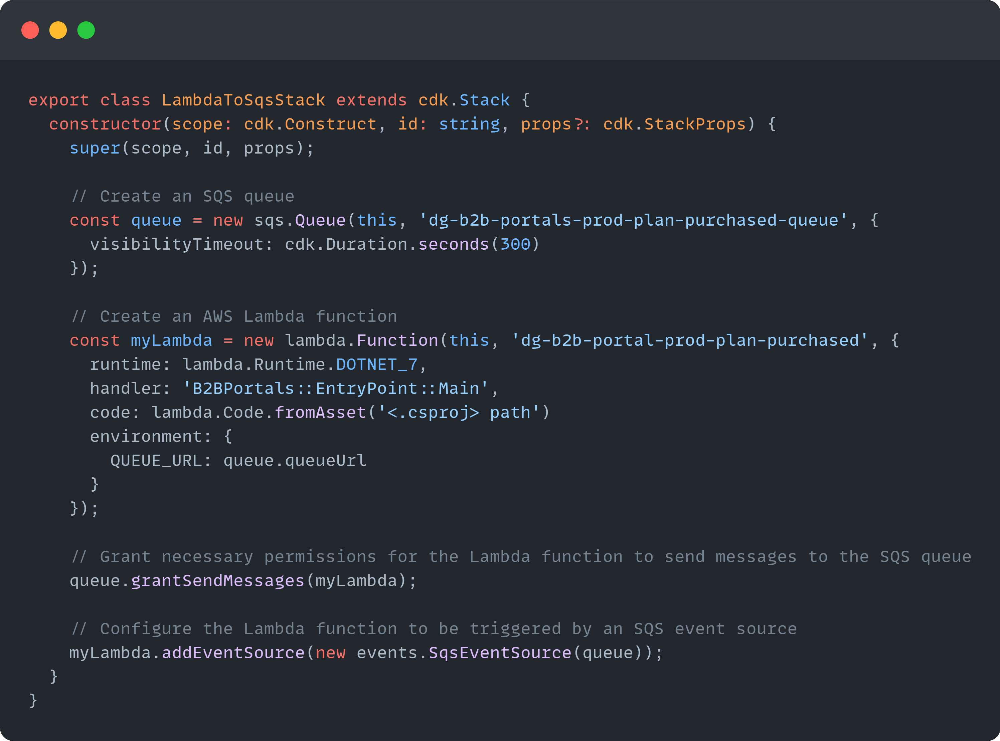 export class LambdaToSqsStack extends cdk.Stack {
  constructor(scope: cdk.Construct, id: string, props?: cdk.StackProps) {
    super(scope, id, props);

    // Create an SQS queue
    const queue = new sqs.Queue(this, 'dg-b2b-portals-prod-plan-purchased-queue', {
      visibilityTimeout: cdk.Duration.seconds(300)
    });

    // Create an AWS Lambda function
    const myLambda = new lambda.Function(this, 'dg-b2b-portal-prod-plan-purchased', {
      runtime: lambda.Runtime.DOTNET_7,
      handler: 'B2BPortals::EntryPoint::Main',
      code: lambda.Code.fromAsset('<.csproj> path')
      environment: {
        QUEUE_URL: queue.queueUrl
      }
    });

    // Grant necessary permissions for the Lambda function to send messages to the SQS queue
    queue.grantSendMessages(myLambda);

    // Configure the Lambda function to be triggered by an SQS event source
    myLambda.addEventSource(new events.SqsEventSource(queue));
  }
}